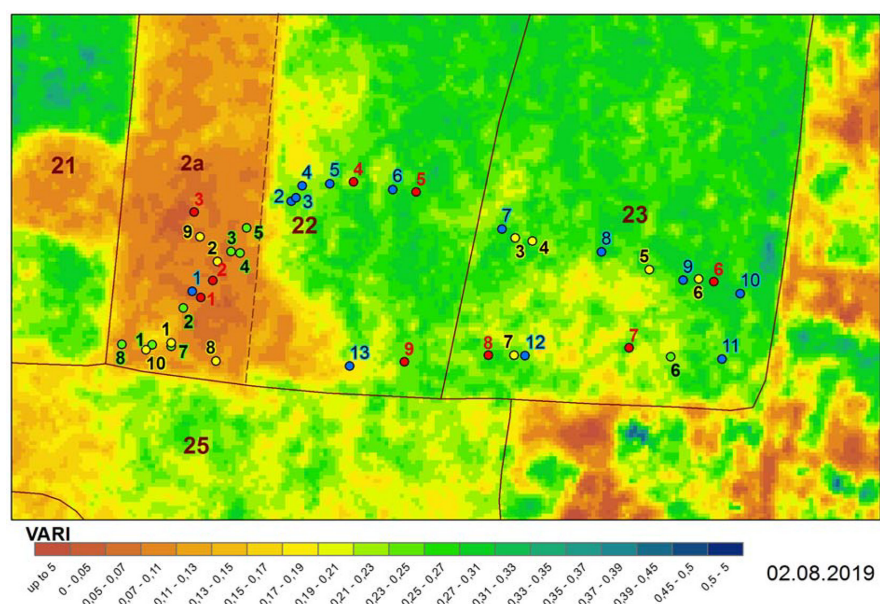 21
2a
3
9
2
3
5
4
2
1
1
2
1
1
8
10
7
8
4
5
4
6
5
2
3
22
13
9
23
7
3
4
8
5
9
6
6
10
8
7
12
7
6
11
25
VARI
up to 5
0 - 0,05
0,05 - 0,07
0,07 - 0,11
0,11 - 0,13
0,13 - 0,15
0,15 - 0,17
0,17 - 0,19
0,19 - 0,21
0,21 - 0,23
0,23 - 0,25
0,25 - 0,27
0,27 - 0,31
0,31 - 0,33
0,33 - 0,35
0,35 - 0,37
0,37 - 0,39
0,39 - 0,45
0,45 - 0,5
0,5 - 5
02.08.2019